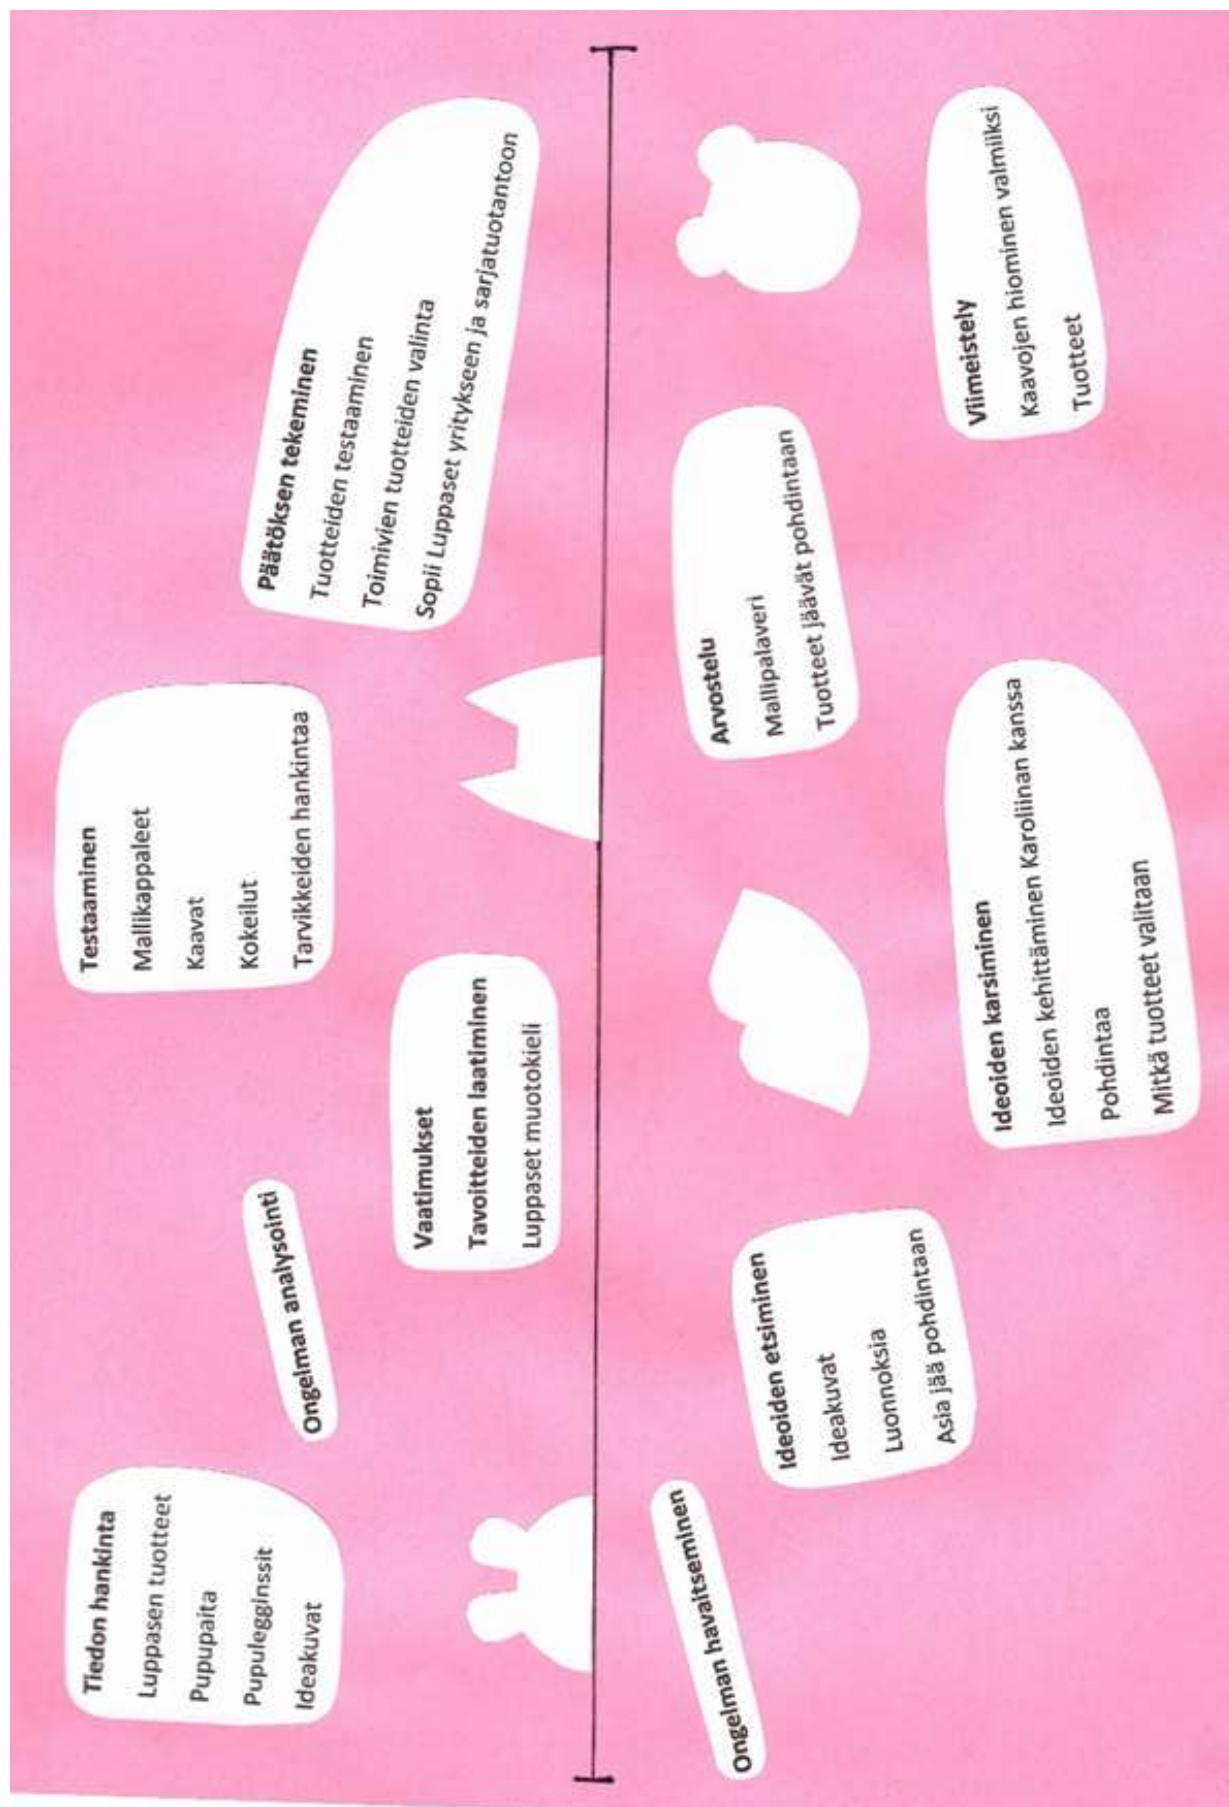 Tiedon hankinta
Luppasen tuotteet
Pupupaita
Pupulegginssit
Ideakuvat
Ongelman analysointi
Vaatimukset
Tavoitteiden laatiminen
Luppaset muotokieli
Testaaminen
Mallikappaleet
Kaavat
Kokeilut
Tarvikkeiden hankintaa
Päätöksen tekeminen
Tuotteiden testaaminen
Toimivien tuotteiden valinta
Sopii Luppaset yritykseen ja sarjatuotantoon
Ongelman havaitseminen
Ideoiden etsiminen
Ideakuvat
Luonnoksia
Asia jää pohdintaan
Ideoiden karsiminen
Ideoiden kehittäminen Karoliinan kanssa
Pohdintaa
Mitkä tuotteet valitaan
Arvostelu
Mallipalaveri
Tuotteet jäävät pohdintaan
Viimeistely
Kaavojen hiominen valmiiksi
Tuotteet